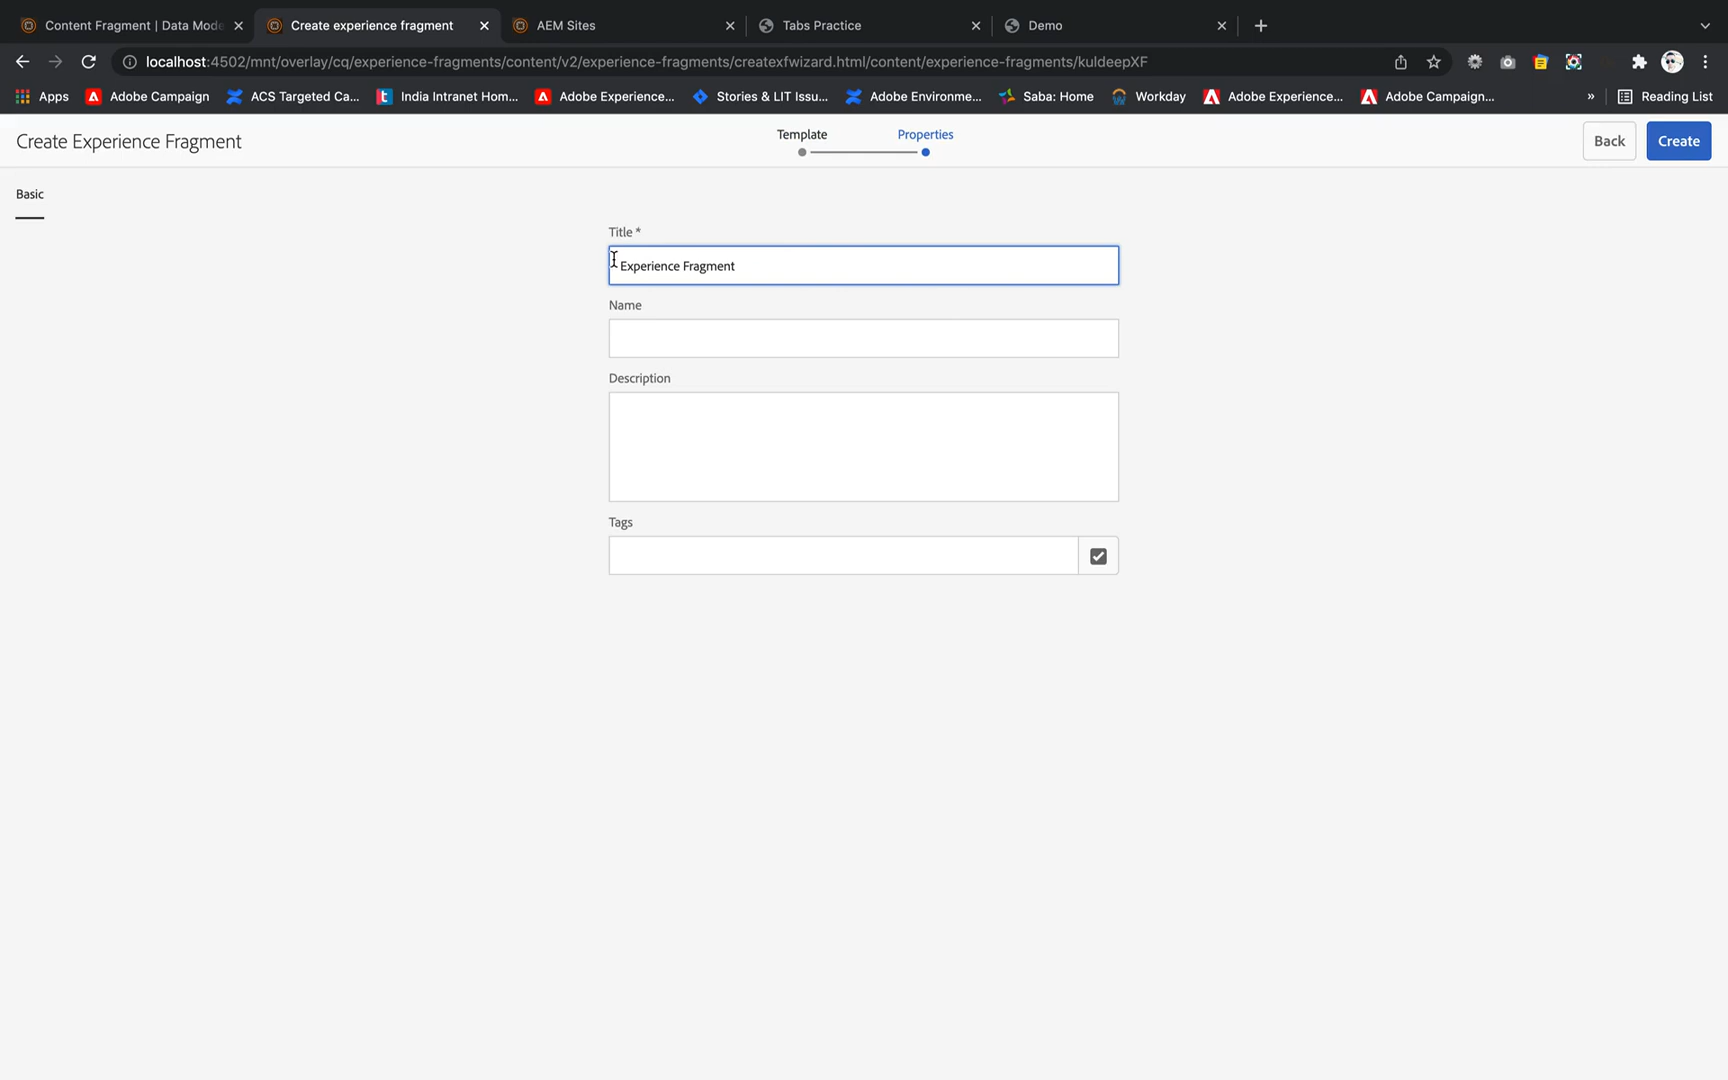 Content Fragment | Data Mode
Create experience fragment
AEM Sites
Tabs Practice
Demo
localhost:4502/mnt/overlay/cq/experience-fragments/content/v2/experience-fragments/createxfwizard.html/content/experience-fragments/kuldeepXF
Apps
Adobe Campaign
ACS Targeted Ca...
India Intranet Hom...
Adobe Experience...
Stories & LIT Issu...
Adobe Environme...
Saba: Home
Workday
Adobe Experience...
Adobe Campaign...
»
Reading List
Create Experience Fragment
Template
Properties
Back
Create
Basic
Title *
Experience Fragment
Name
Description
Tags